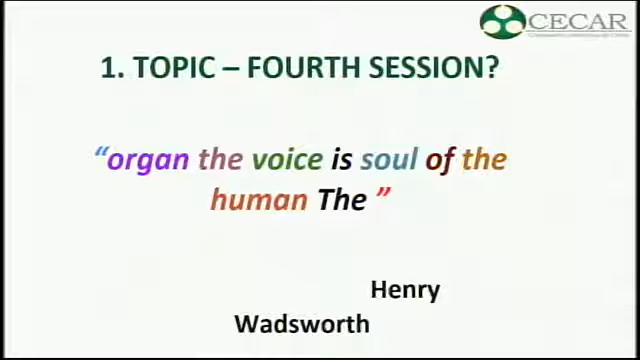 CECAR
1. TOPIC – FOURTH SESSION?
“organ the voice is soul of the
human The ”
Henry
Wadsworth